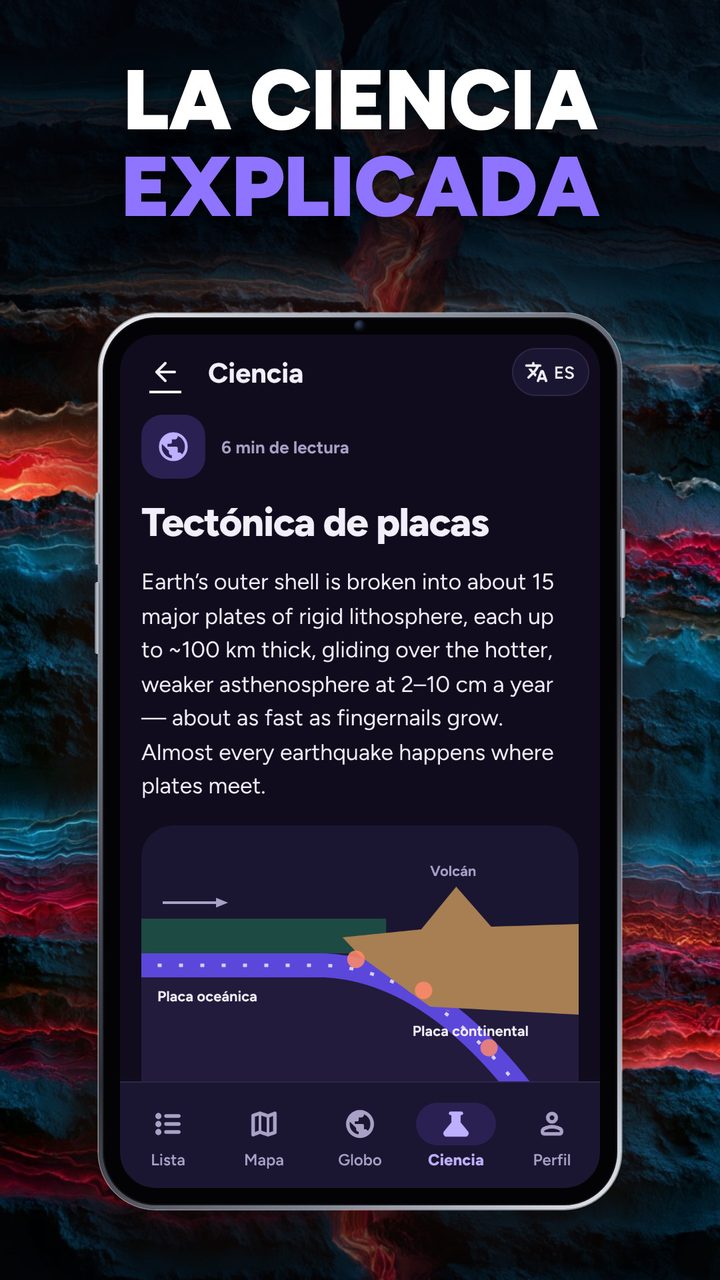 LA CIENCIA
EXPLICADA
Ciencia
ES
6 min de lectura
Tectónica de placas
Earth’s outer shell is broken into about 15
major plates of rigid lithosphere, each up
to ~100 km thick, gliding over the hotter,
weaker asthenosphere at 2–10 cm a year
— about as fast as fingernails grow.
Almost every earthquake happens where
plates meet.
Volcán
Placa oceánica
Placa continental
Lista
Mapa
Globo
Ciencia
Perfil